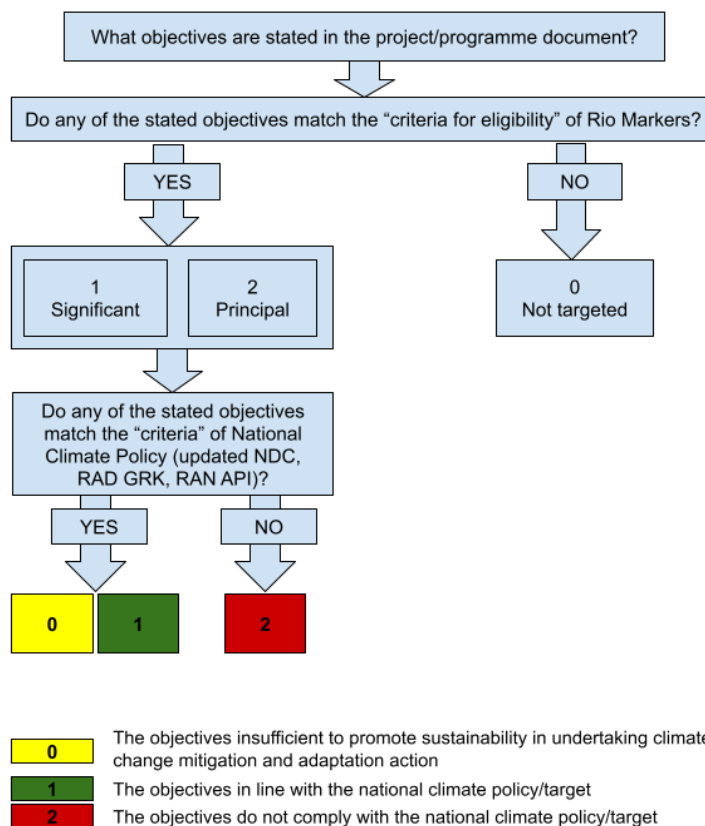 What objectives are stated in the project/programme document?
Do any of the stated objectives match the “criteria for eligibility” of Rio Markers?
YES
NO
1
Significant
2
Principal
0
Not targeted
Do any of the stated objectives
match the “criteria” of National
Climate Policy (updated NDC,
RAD GRK, RAN API)?
YES
NO
0
1
2
0
The objectives insufficient to promote sustainability in undertaking climate
change mitigation and adaptation action
1
The objectives in line with the national climate policy/target
2
The objectives do not comply with the national climate policy/target